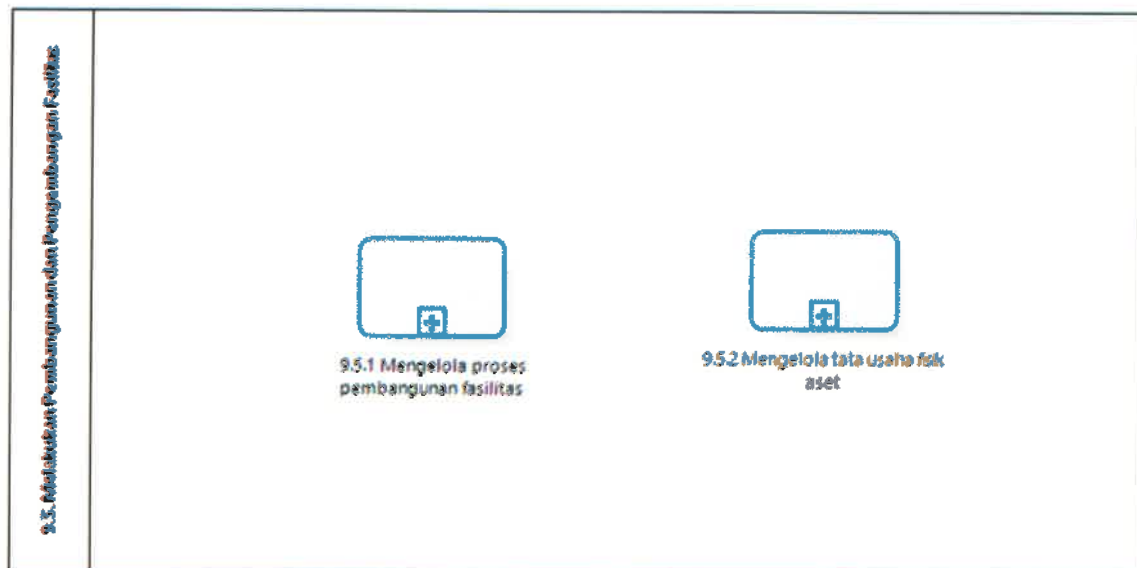 9.5. Melakukan Pembangunan dan Pengembangan Fasilitas
9.5.1 Mengelola proses
pembangunan fasilitas
9.5.2 Mengelola tata usaha fisik
aset